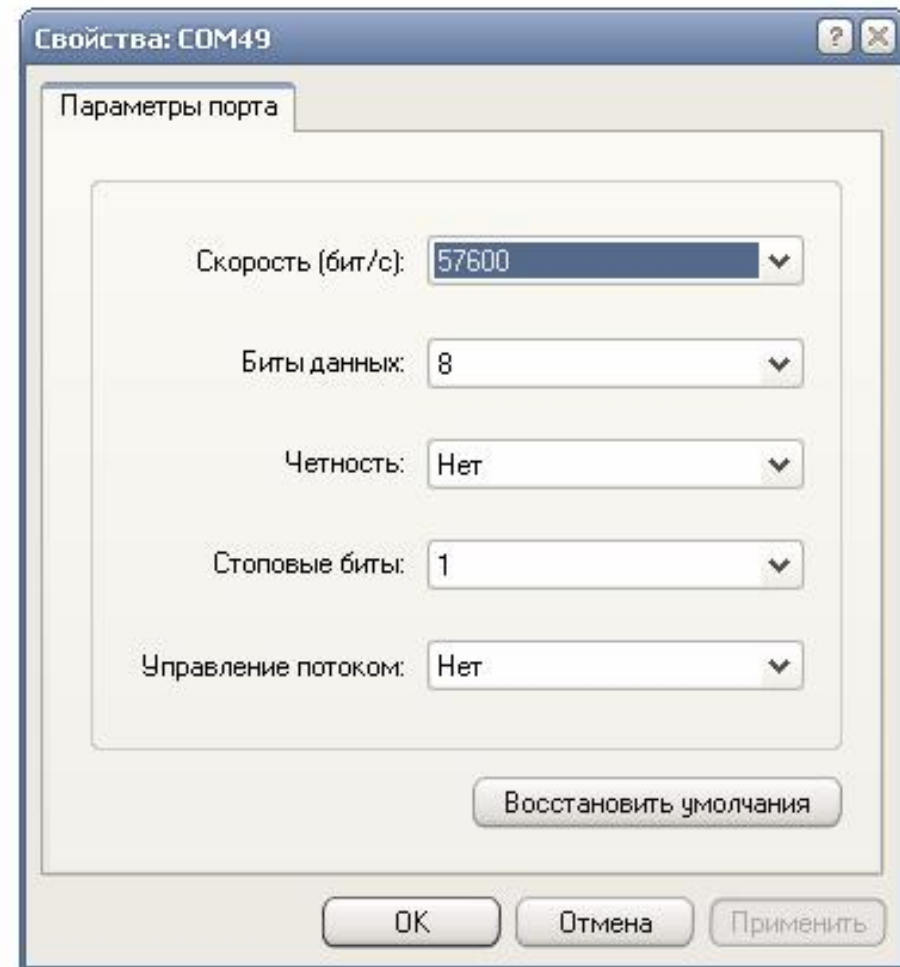 Свойства: COM49
Параметры порта
Скорость (бит/с): 57600
Биты данных: 8
Четность: Нет
Стоповые биты: 1
Управление потоком: Нет
Восстановить умолчания
ОК Отмена Применить